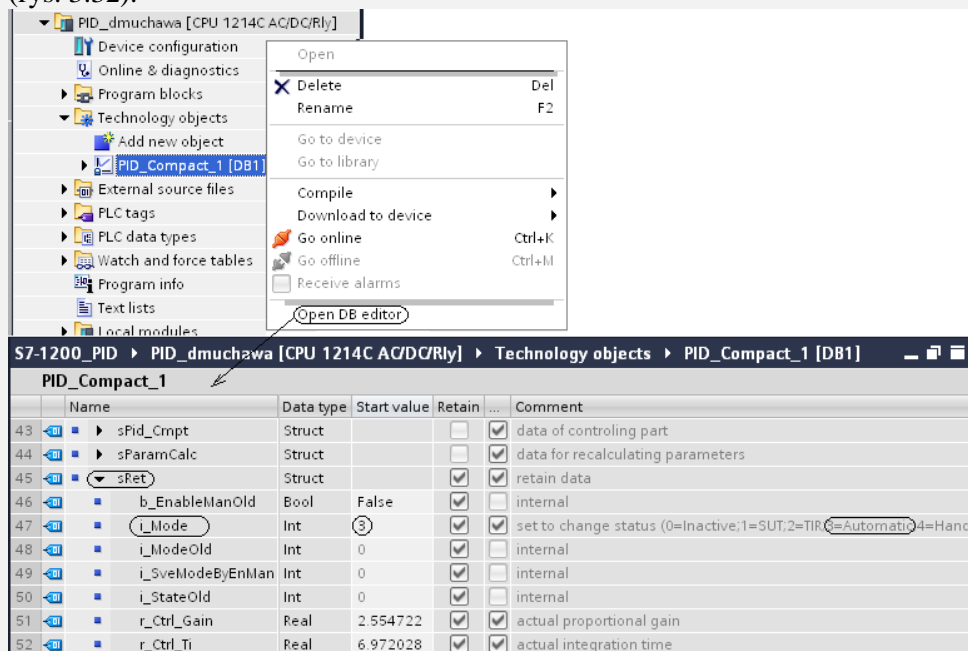 (rys. 3.32).
PID_dmuchawa [CPU 1214C AC/DC/Rly]
Device configuration
Online & diagnostics
Program blocks
Technology objects
Add new object
PID_Compact_1 [DB1]
External source files
PLC tags
PLC data types
Watch and force tables
Program info
Text lists
Local modules
Open
Delete Del
Rename F2
Go to device
Go to library
Compile
Download to device
Go online Ctrl+K
Go offline Ctrl+M
Receive alarms
Open DB editor
S7-1200_PID PID_dmuchawa [CPU 1214C AC/DC/Rly] Technology objects PID_Compact_1 [DB1]
PID_Compact_1
Name Data type Start value Retain ... Comment
43 sPid_Cmpt Struct data of controling part
44 sParamCalc Struct data for recalculating parameters
45 sRet Struct retain data
46 b_EnableManOld Bool False internal
47 i_Mode Int 3 set to change status (0=Inactive;1=SUT;2=TIR;3=Automatic;4=Hand
48 i_ModeOld Int 0 internal
49 i_SveModeByEnMan Int 0 internal
50 i_StateOld Int 0 internal
51 r_Ctrl_Gain Real 2.554722 actual proportional gain
52 r_Ctrl_Ti Real 6.972028 actual integration time